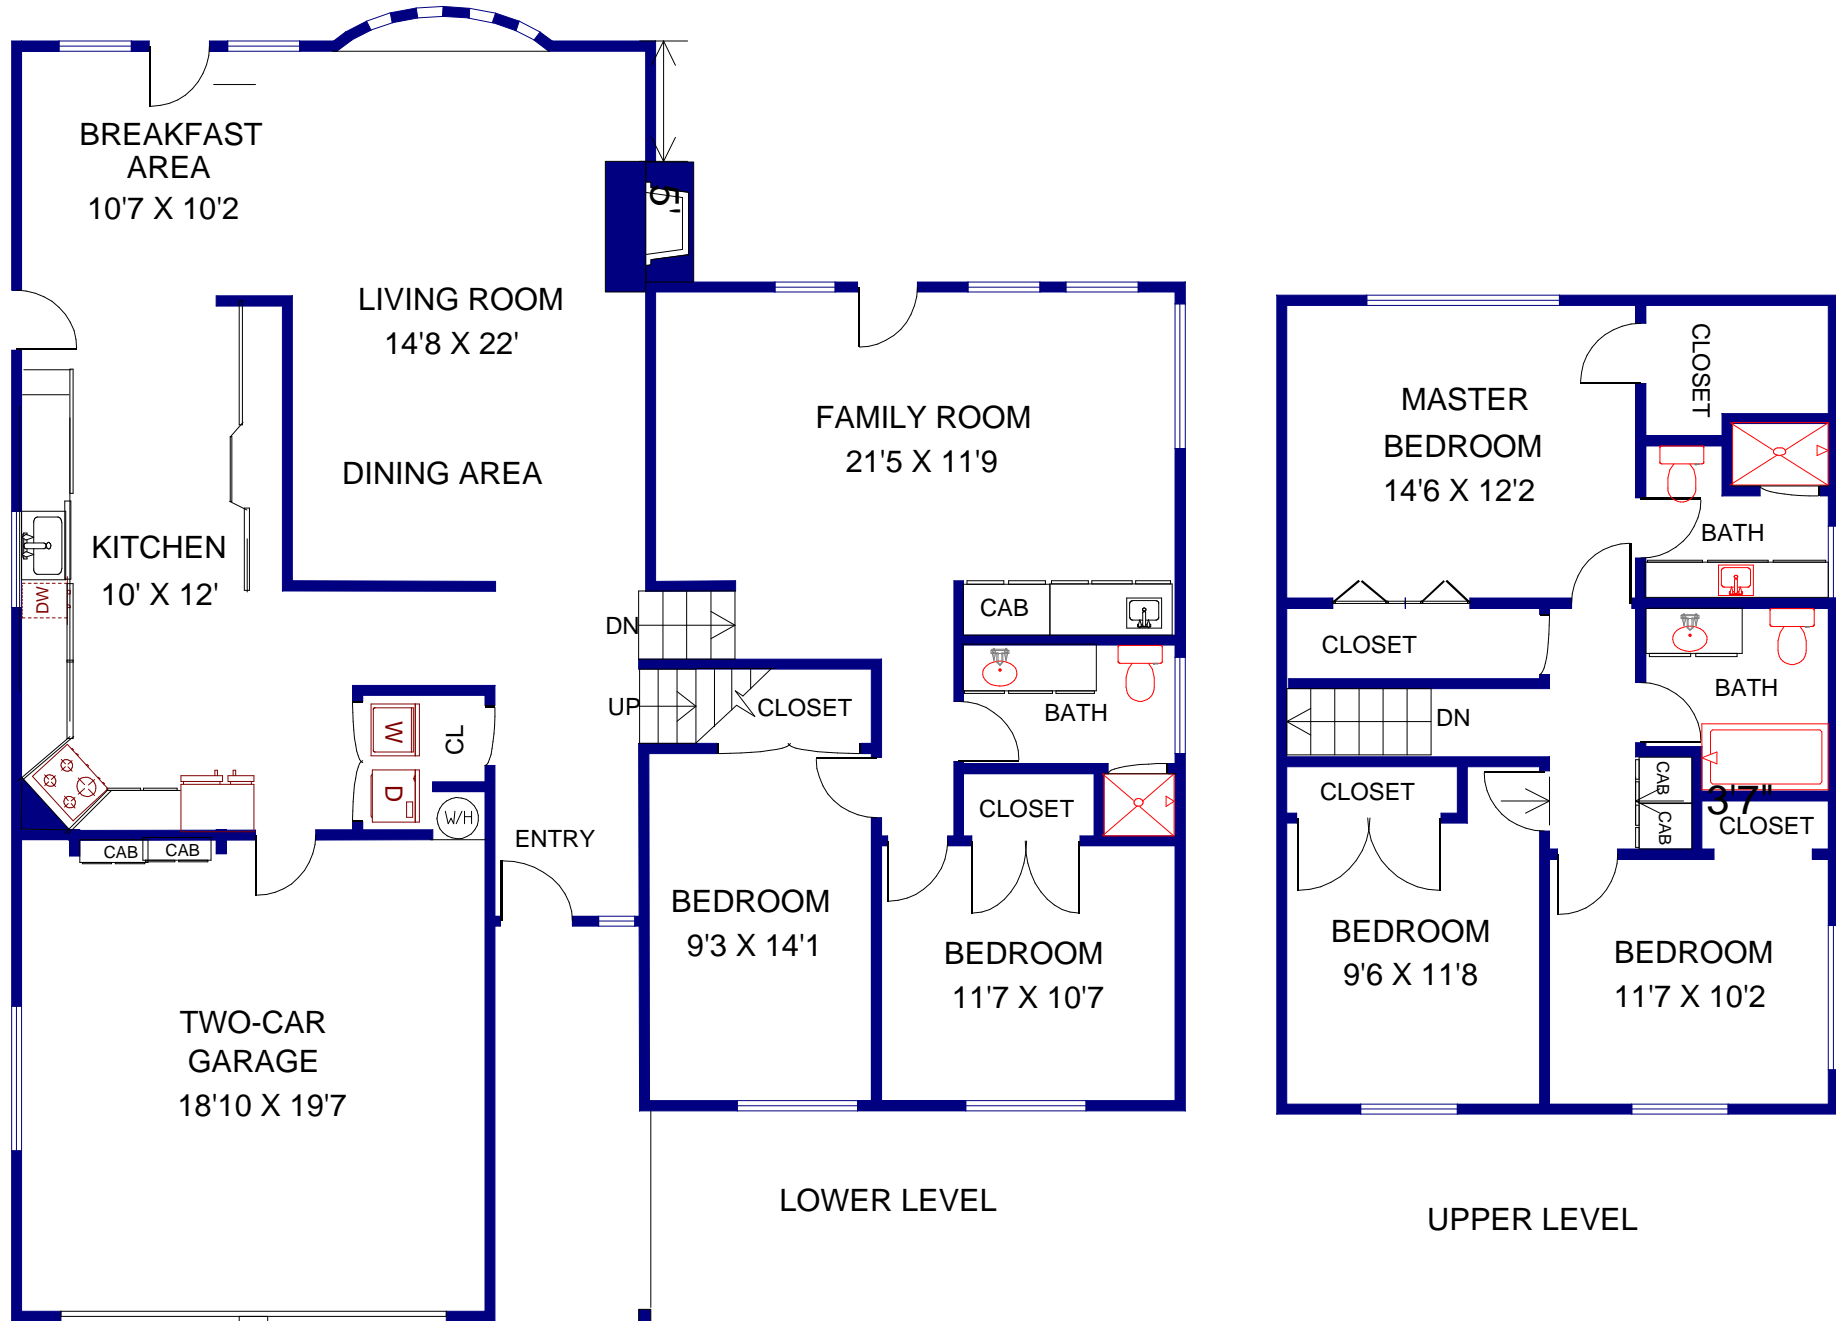 BREAKFAST
AREA
10'7 X 10'2
5'
LIVING ROOM
14'8 X 22'
DINING AREA
KITCHEN
10' X 12'
DW
FAMILY ROOM
21'5 X 11'9
CAB
DN
UP
CLOSET
BATH
W
D
CL
W/H
ENTRY
CAB
CAB
CLOSET
BEDROOM
9'3 X 14'1
BEDROOM
11'7 X 10'7
TWO-CAR
GARAGE
18'10 X 19'7
LOWER LEVEL
CLOSET
MASTER
BEDROOM
14'6 X 12'2
BATH
CLOSET
BATH
DN
CLOSET
CAB
CAB
3'7"
CLOSET
BEDROOM
9'6 X 11'8
BEDROOM
11'7 X 10'2
UPPER LEVEL